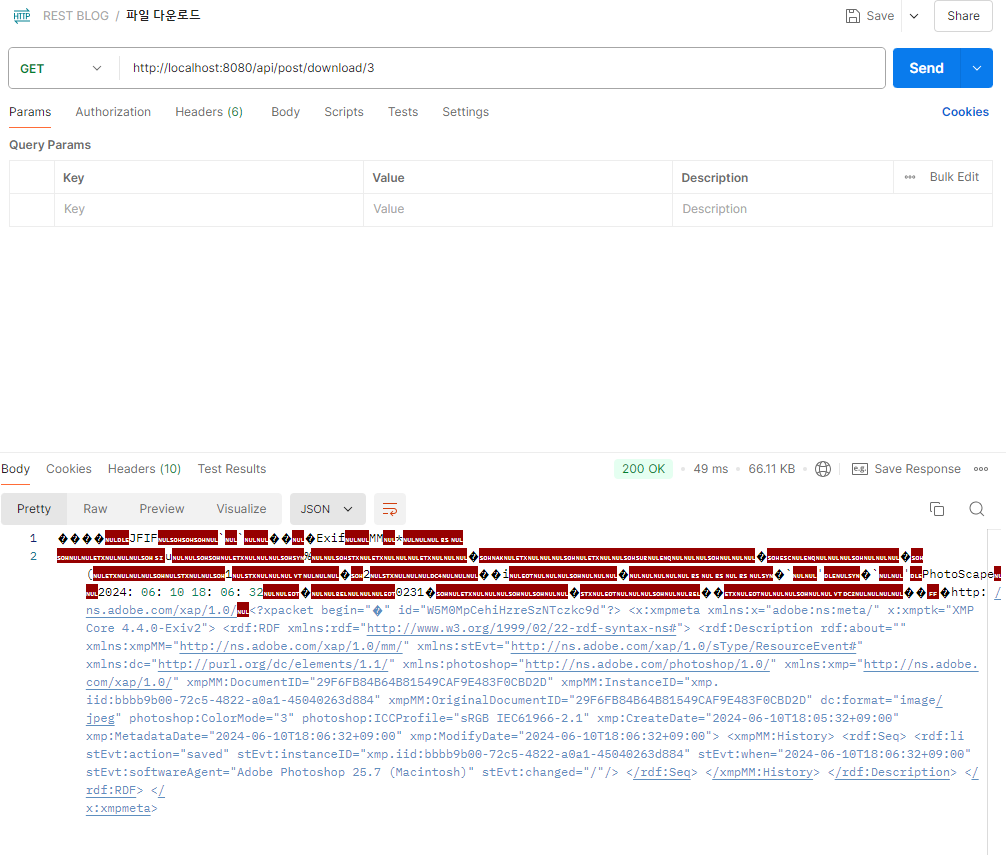 HTTP REST BLOG / 파일 다운로드 Save Share
GET http://localhost:8080/api/post/download/3 Send
Params Authorization Headers (6) Body Scripts Tests Settings Cookies
Query Params
Key Value Description Bulk Edit
Key Value Description
Body Cookies Headers (10) Test Results 200 OK 49 ms 66.11 KB e.g. Save Response
Pretty Raw Preview Visualize JSON
1 JFIF Exif MM
2
PhotoScape
2024: 06: 10 18: 06: 32 0231 http:/
ns.adobe.com/xap/1.0/ <?xpacket begin="�" id="W5M0MpCehiHzreSzNTczkc9d"?> <x:xmpmeta xmlns:x="adobe:ns:meta/" x:xmptk="XMP
Core 4.4.0-Exiv2"> <rdf:RDF xmlns:rdf="http://www.w3.org/1999/02/22-rdf-syntax-ns#"> <rdf:Description rdf:about=""
xmlns:xmpMM="http://ns.adobe.com/xap/1.0/mm/" xmlns:stEvt="http://ns.adobe.com/xap/1.0/sType/ResourceEvent#"
xmlns:dc="http://purl.org/dc/elements/1.1/" xmlns:photoshop="http://ns.adobe.com/photoshop/1.0/" xmlns:xmp="http://ns.adobe.
com/xap/1.0/" xmpMM:DocumentID="29F6FB84B64B81549CAF9E483F0CBD2D" xmpMM:InstanceID="xmp.
iid:bbbb9b00-72c5-4822-a0a1-45040263d884" xmpMM:OriginalDocumentID="29F6FB84B64B81549CAF9E483F0CBD2D" dc:format="image/
jpeg" photoshop:ColorMode="3" photoshop:ICCProfile="sRGB IEC61966-2.1" xmp:CreateDate="2024-06-10T18:05:32+09:00"
xmp:MetadataDate="2024-06-10T18:06:32+09:00" xmp:ModifyDate="2024-06-10T18:06:32+09:00"> <xmpMM:History> <rdf:Seq> <rdf:li
stEvt:action="saved" stEvt:instanceID="xmp.iid:bbbb9b00-72c5-4822-a0a1-45040263d884" stEvt:when="2024-06-10T18:06:32+09:00"
stEvt:softwareAgent="Adobe Photoshop 25.7 (Macintosh)" stEvt:changed="/"/> </rdf:Seq> </xmpMM:History> </rdf:Description> </
rdf:RDF> </
x:xmpmeta>